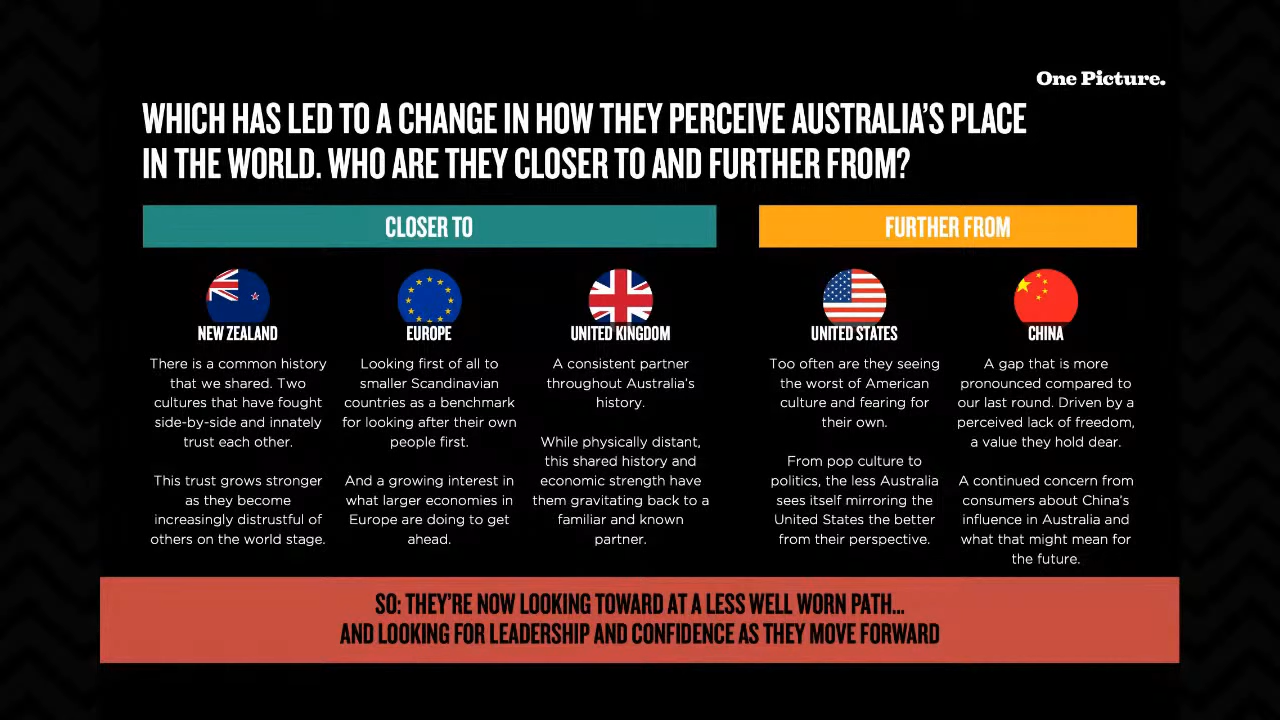 One Picture.
WHICH HAS LED TO A CHANGE IN HOW THEY PERCEIVE AUSTRALIA'S PLACE
IN THE WORLD. WHO ARE THEY CLOSER TO AND FURTHER FROM?
CLOSER TO
FURTHER FROM
NEW ZEALAND
There is a common history
that we shared. Two
cultures that have fought
side-by-side and innately
trust each other.
This trust grows stronger
as they become
increasingly distrustful of
others on the world stage.
EUROPE
Looking first of all to
smaller Scandinavian
countries as a benchmark
for looking after their own
people first.
And a growing interest in
what larger economies in
Europe are doing to get
ahead.
UNITED KINGDOM
A consistent partner
throughout Australia's
history.
While physically distant,
this shared history and
economic strength have
them gravitating back to a
familiar and known
partner.
UNITED STATES
Too often are they seeing
the worst of American
culture and fearing for
their own.
From pop culture to
politics, the less Australia
sees itself mirroring the
United States the better
from their perspective.
CHINA
A gap that is more
pronounced compared to
our last round. Driven by a
perceived lack of freedom,
a value they hold dear.
A continued concern from
consumers about China's
influence in Australia and
what that might mean for
the future.
SO: THEY'RE NOW LOOKING TOWARD AT A LESS WELL WORN PATH...
AND LOOKING FOR LEADERSHIP AND CONFIDENCE AS THEY MOVE FORWARD